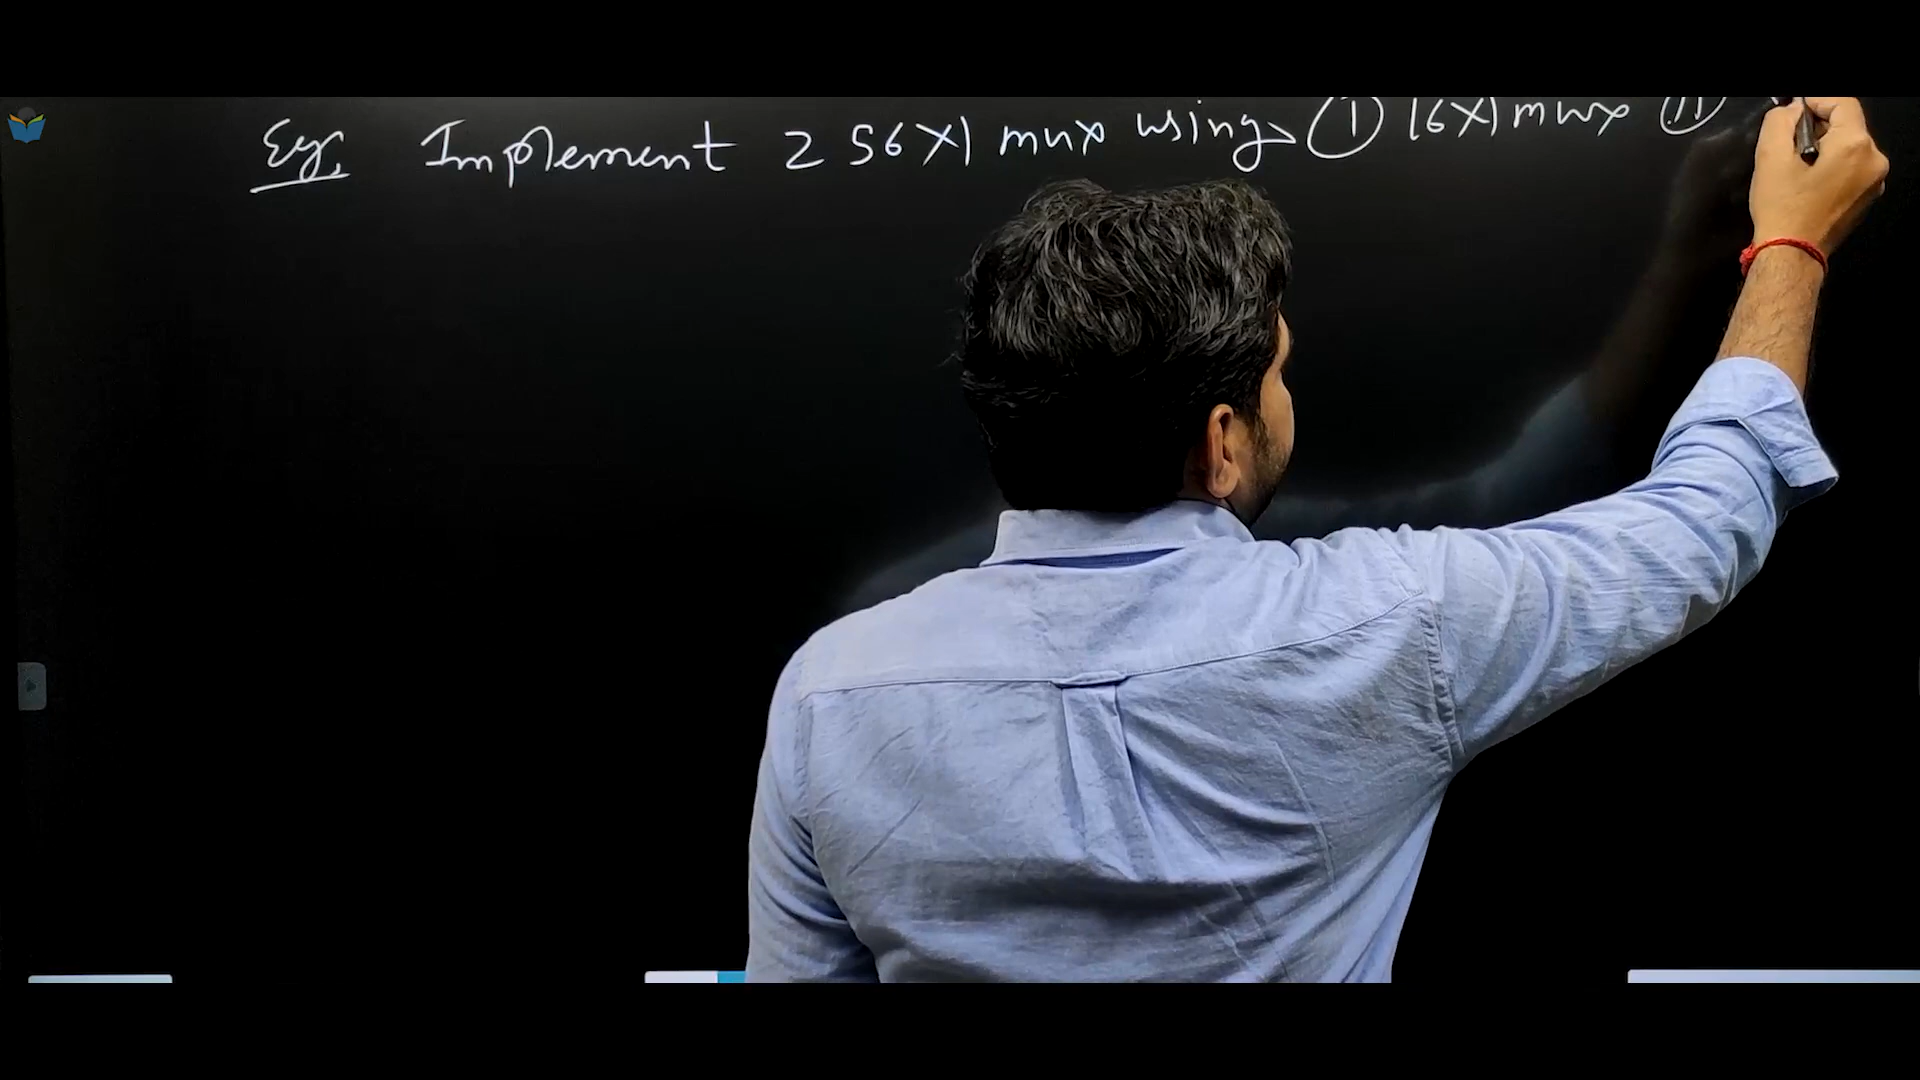 Eg. Implement 256X1 mux using (I) 16X1 mux (II)